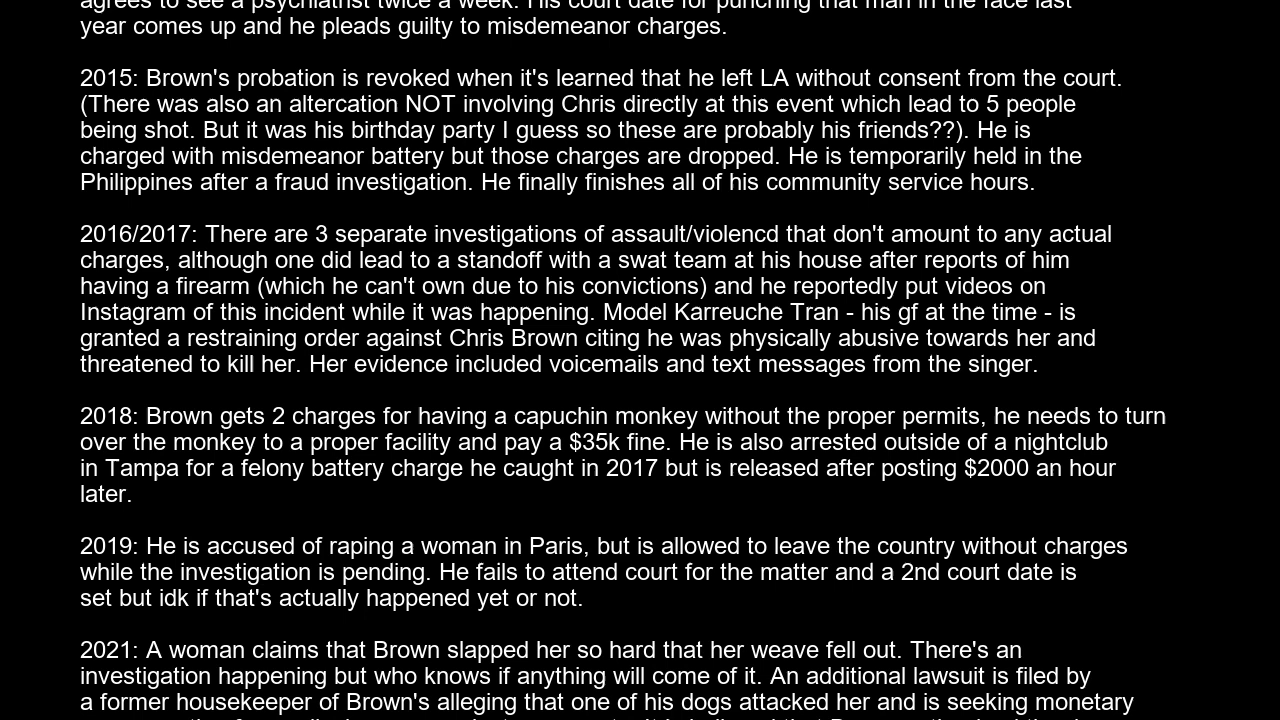 agrees to see a psychiatrist twice a week. His court date for punching that man in the face last
year comes up and he pleads guilty to misdemeanor charges.
2015: Brown's probation is revoked when it's learned that he left LA without consent from the court.
(There was also an altercation NOT involving Chris directly at this event which lead to 5 people
being shot. But it was his birthday party I guess so these are probably his friends??). He is
charged with misdemeanor battery but those charges are dropped. He is temporarily held in the
Philippines after a fraud investigation. He finally finishes all of his community service hours.
2016/2017: There are 3 separate investigations of assault/violencd that don't amount to any actual
charges, although one did lead to a standoff with a swat team at his house after reports of him
having a firearm (which he can't own due to his convictions) and he reportedly put videos on
Instagram of this incident while it was happening. Model Karreuche Tran - his gf at the time - is
granted a restraining order against Chris Brown citing he was physically abusive towards her and
threatened to kill her. Her evidence included voicemails and text messages from the singer.
2018: Brown gets 2 charges for having a capuchin monkey without the proper permits, he needs to turn
over the monkey to a proper facility and pay a $35k fine. He is also arrested outside of a nightclub
in Tampa for a felony battery charge he caught in 2017 but is released after posting $2000 an hour
later.
2019: He is accused of raping a woman in Paris, but is allowed to leave the country without charges
while the investigation is pending. He fails to attend court for the matter and a 2nd court date is
set but idk if that's actually happened yet or not.
2021: A woman claims that Brown slapped her so hard that her weave fell out. There's an
investigation happening but who knows if anything will come of it. An additional lawsuit is filed by
a former housekeeper of Brown's alleging that one of his dogs attacked her and is seeking monetary